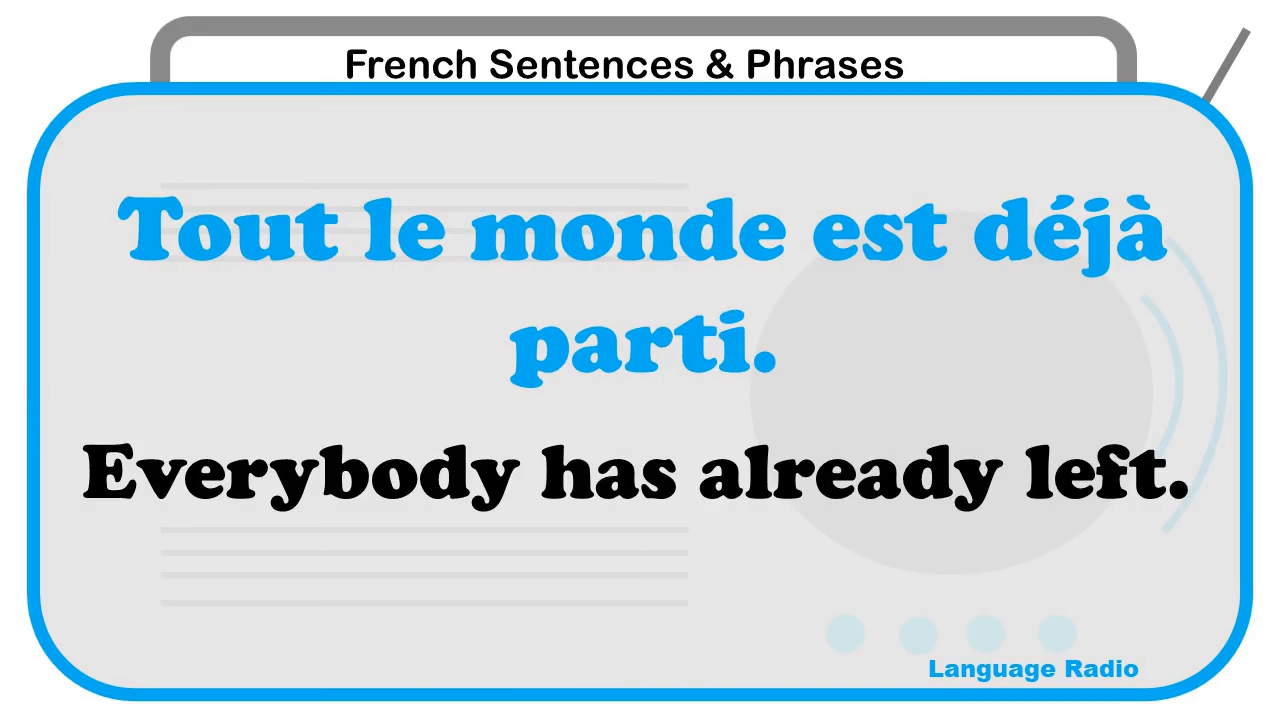 French Sentences & Phrases
Tout le monde est déjà
parti.
Everybody has already left.
Language Radio